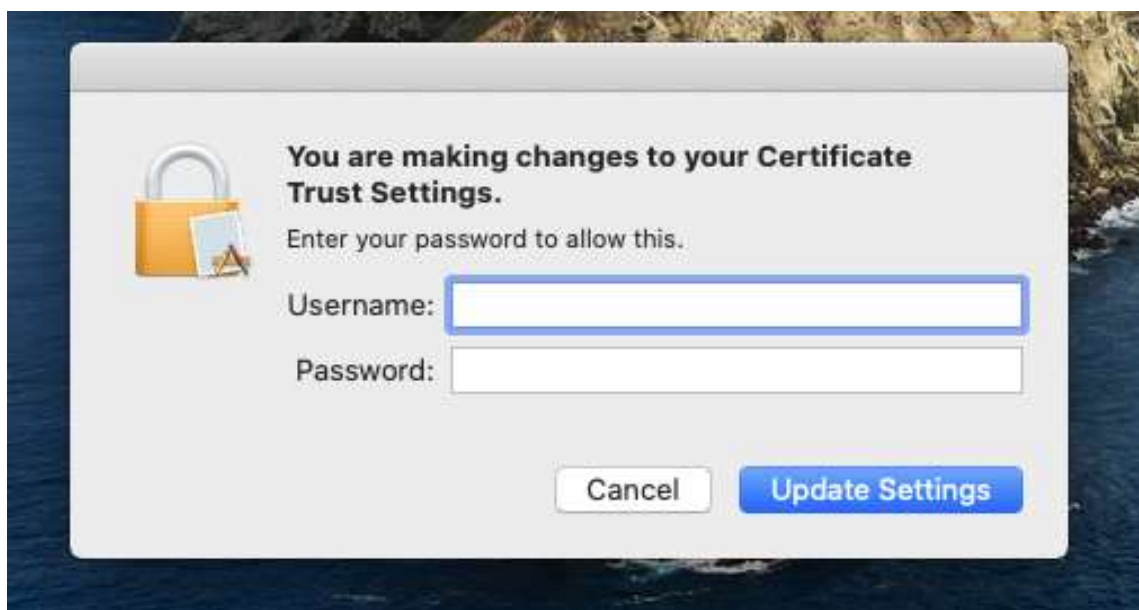 You are making changes to your Certificate
Trust Settings.
Enter your password to allow this.
Username:
Password:
Cancel
Update Settings